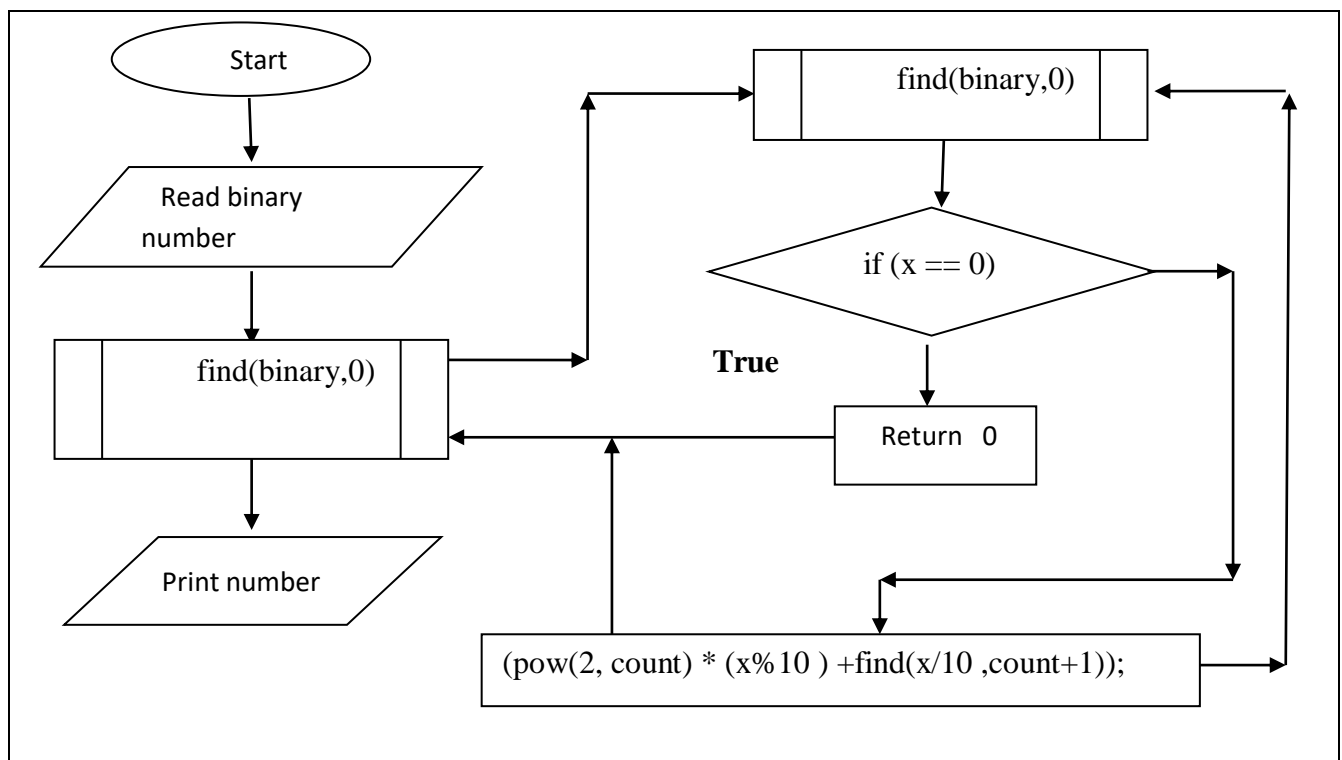 Start
Read binary
number
find(binary,0)
Print number
find(binary,0)
if (x == 0)
True
Return 0
(pow(2, count) * (x%10 ) +find(x/10 ,count+1));